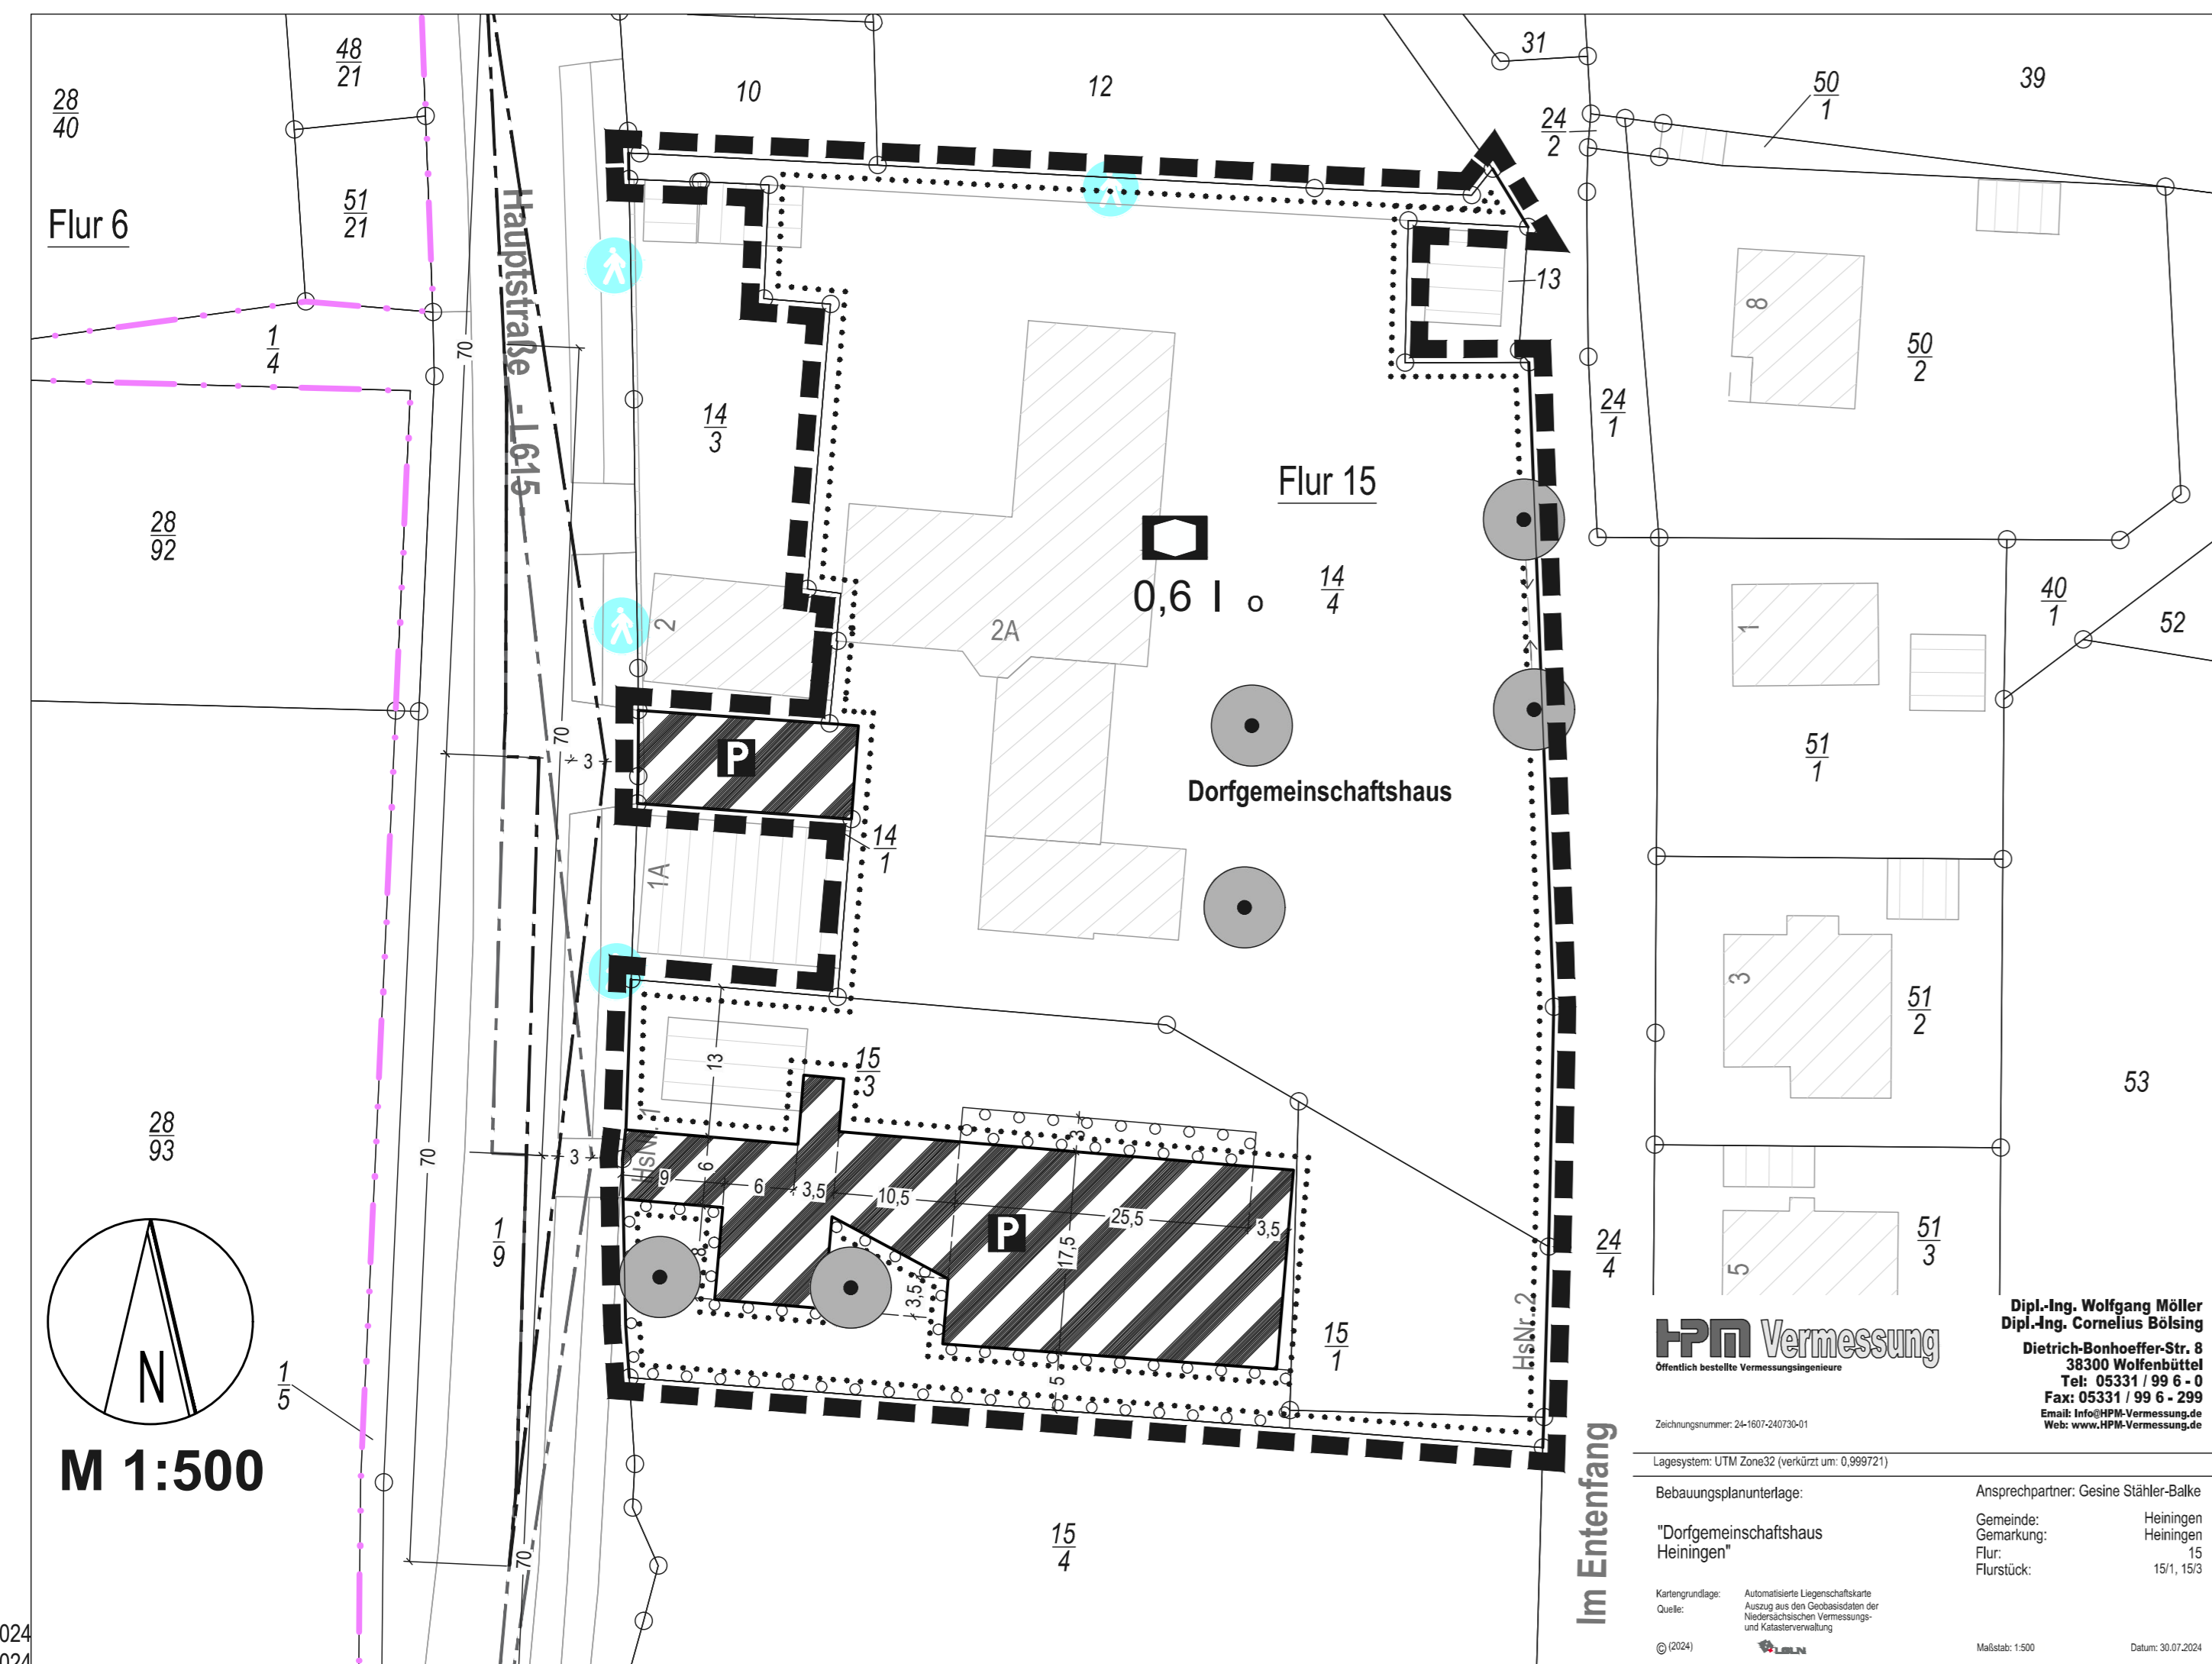 48
21
31
50
1
39
28
40
10
12
24
2
51
21
Flur 6
13
8
1
4
70
Hauptstraße - L615 -
50
2
14
3
24
1
Flur 15
28
92
0,6 I o
14
4
40
1
52
2
2A
1
51
1
70
3
P
Dorfgemeinschaftshaus
14
1
1A
3
51
2
13
15
3
53
28
93
70
3
HsNr. 1
3
9
6
6
3,5
10,5
25,5
3,5
P
17,5
8
3,5
1
9
24
4
51
3
5
15
1
HsNr. 2
5
N
1
5
M 1:500
70
15
4
Im Entenfang
HPM Vermessung
Öffentlich bestellte Vermessungsingenieure
Dipl.-Ing. Wolfgang Möller
Dipl.-Ing. Cornelius Bölsing
Dietrich-Bonhoeffer-Str. 8
38300 Wolfenbüttel
Tel: 05331 / 99 6 - 0
Fax: 05331 / 99 6 - 299
Email: Info@HPM-Vermessung.de
Web: www.HPM-Vermessung.de
Zeichnungsnummer: 24-1607-240730-01
Lagesystem: UTM Zone32 (verkürzt um: 0,999721)
Bebauungsplanunterlage:
Ansprechpartner: Gesine Stähler-Balke
"Dorfgemeinschaftshaus
Heiningen"
Gemeinde: Heiningen
Gemarkung: Heiningen
Flur: 15
Flurstück: 15/1, 15/3
Kartengrundlage: Automatisierte Liegenschaftskarte
Quelle: Auszug aus den Geobasisdaten der
Niedersächsischen Vermessungs-
und Katasterverwaltung
© (2024)
LGLN
Maßstab: 1:500
Datum: 30.07.2024
024
024